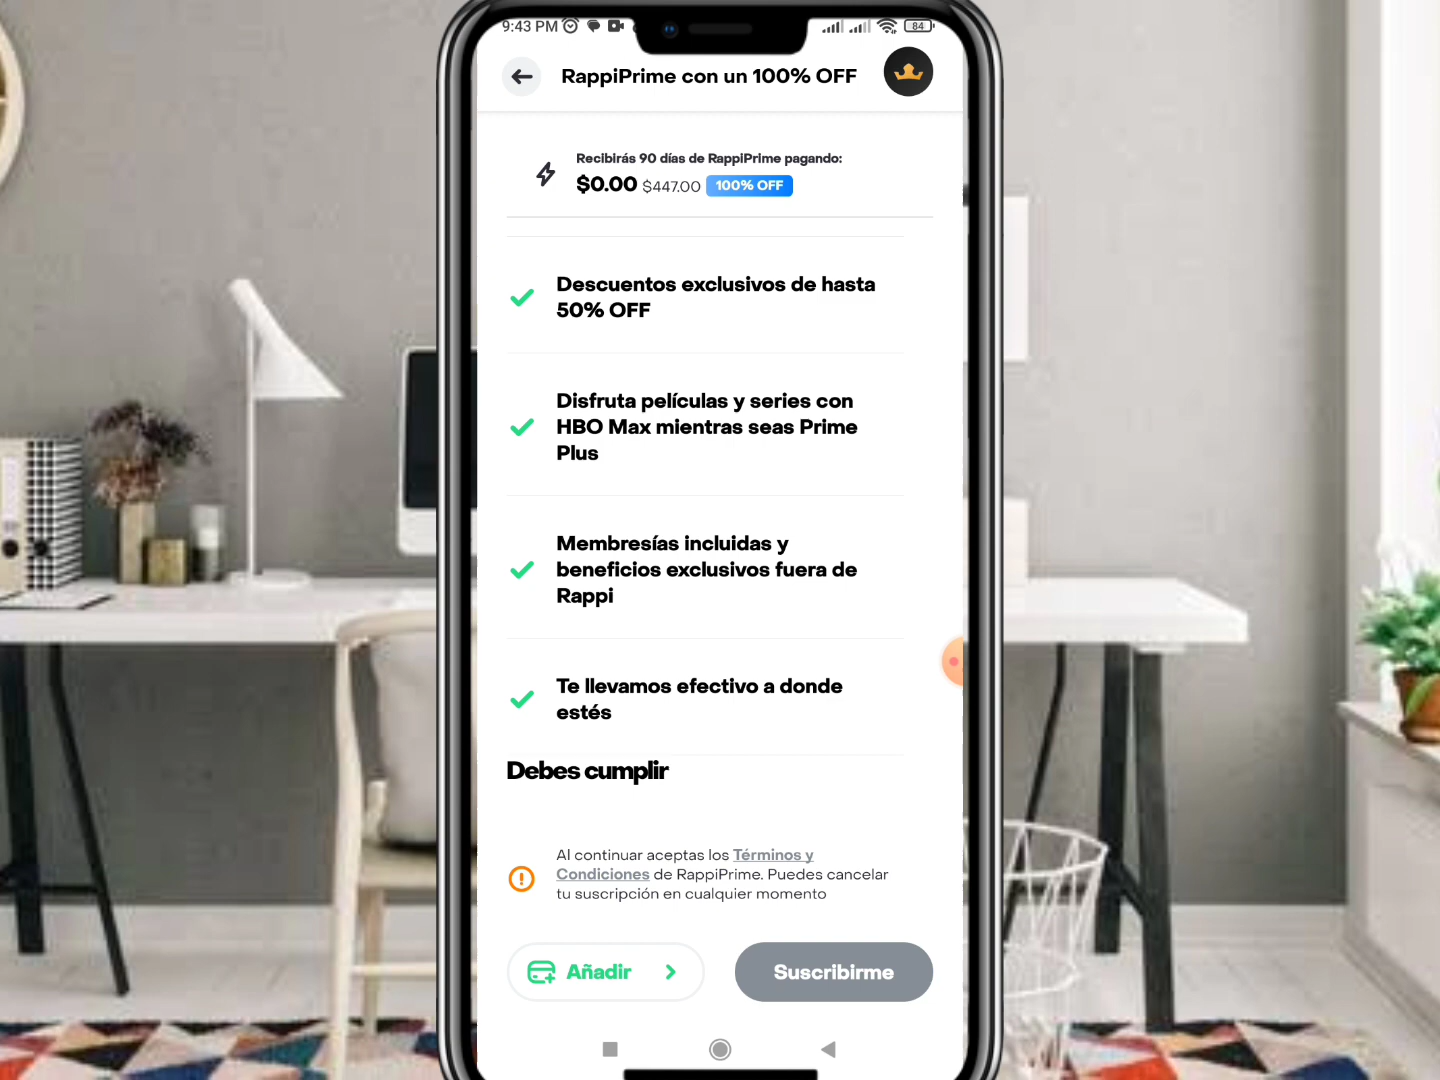 9:43 PM
84
RappiPrime con un 100% OFF
Recibirás 90 días de RappiPrime pagando:
$0.00 $447.00 100% OFF
Descuentos exclusivos de hasta
50% OFF
Disfruta películas y series con
HBO Max mientras seas Prime
Plus
Membresías incluidas y
beneficios exclusivos fuera de
Rappi
Te llevamos efectivo a donde
estés
Debes cumplir
Al continuar aceptas los Términos y
Condiciones de RappiPrime. Puedes cancelar
tu suscripción en cualquier momento
Añadir
Suscribirme